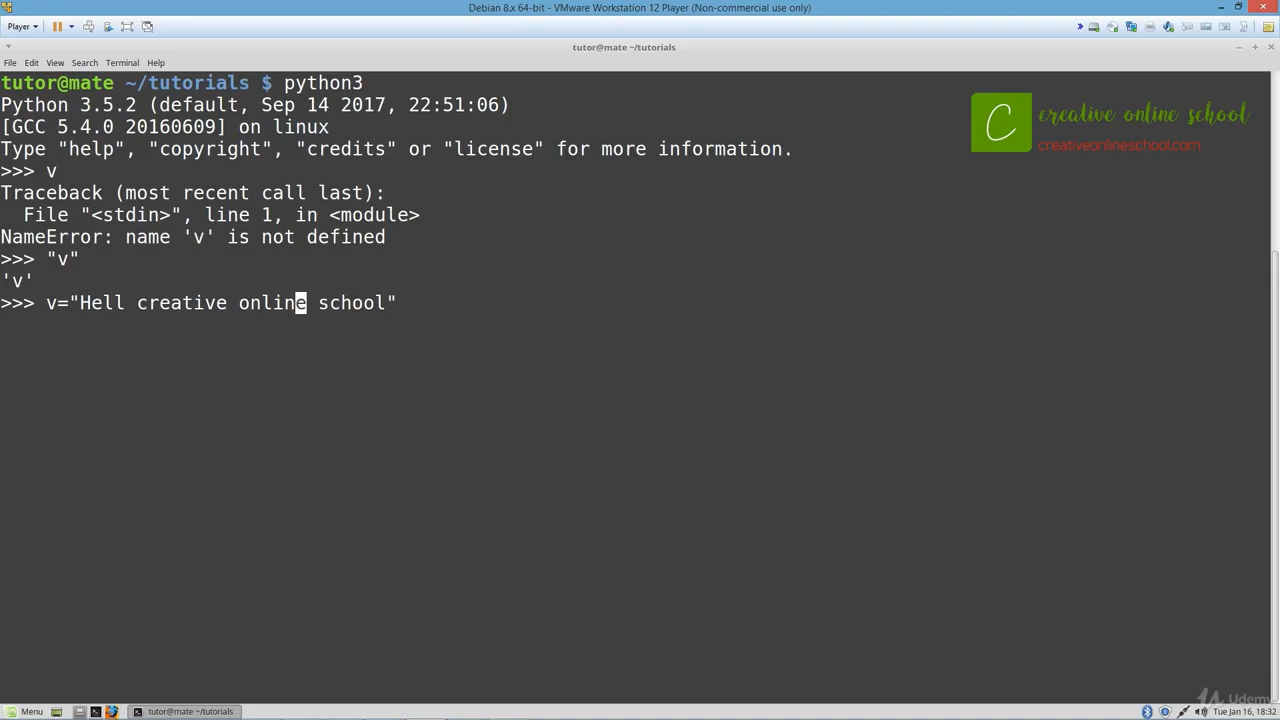 Debian 8.x 64-bit - VMware Workstation 12 Player (Non-commercial use only)
Player
tutor@mate ~/tutorials
File Edit View Search Terminal Help
tutor@mate ~/tutorials $ python3
Python 3.5.2 (default, Sep 14 2017, 22:51:06)
[GCC 5.4.0 20160609] on linux
Type "help", "copyright", "credits" or "license" for more information.
>>> v
Traceback (most recent call last):
  File "<stdin>", line 1, in <module>
NameError: name 'v' is not defined
>>> "v"
'v'
>>> v="Hell creative online school"
C creative online school
creativeonlineschool.com
Udemy
Menu tutor@mate ~/tutorials Tue Jan 16, 18:32